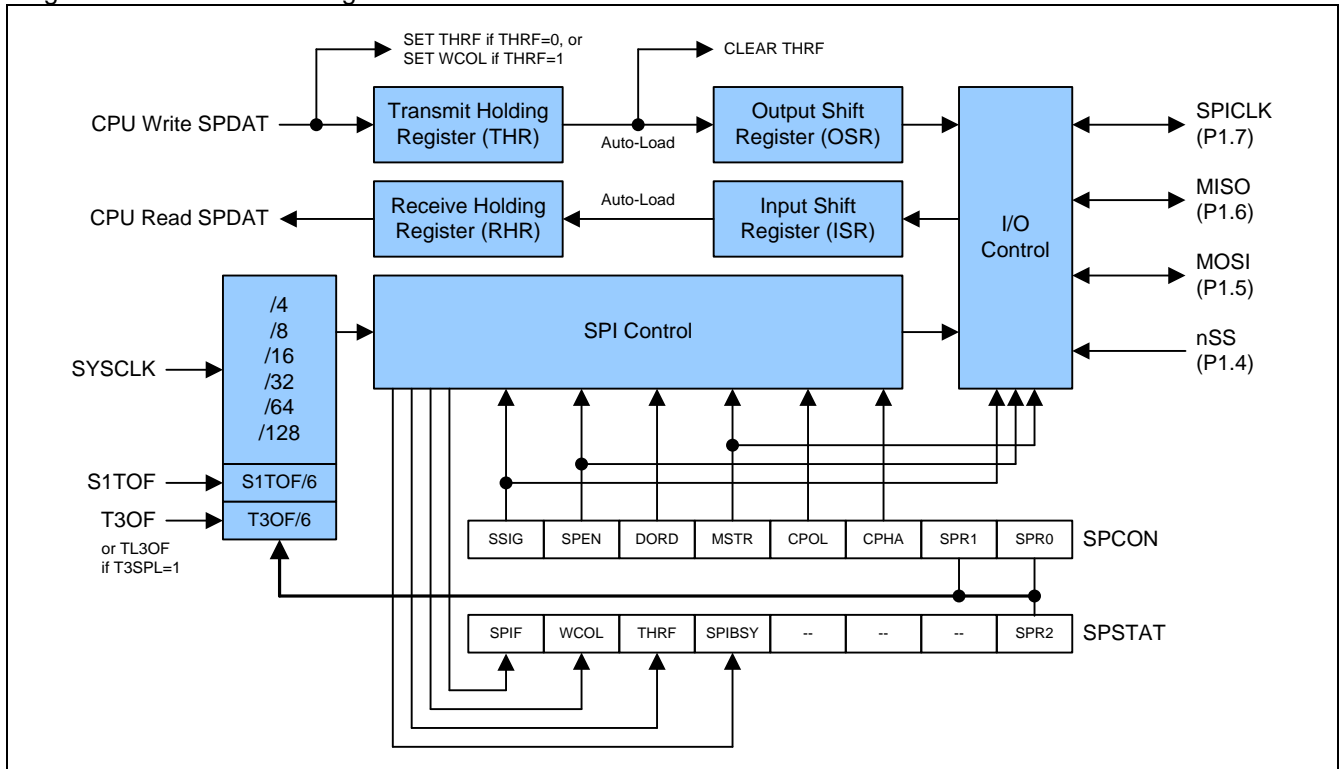 SET THRF if THRF=0, or
SET WCOL if THRF=1
CLEAR THRF
CPU Write SPDAT
Transmit Holding
Register (THR)
Auto-Load
Output Shift
Register (OSR)
SPICLK
(P1.7)
CPU Read SPDAT
Receive Holding
Register (RHR)
Auto-Load
Input Shift
Register (ISR)
I/O
Control
MISO
(P1.6)
MOSI
(P1.5)
nSS
(P1.4)
SYSCLK
/4
/8
/16
/32
/64
/128
SPI Control
S1TOF
S1TOF/6
T3OF
T3OF/6
or TL3OF
if T3SPL=1
SSIG SPEN DORD MSTR CPOL CPHA SPR1 SPR0 SPCON
SPIF WCOL THRF SPIBSY -- -- -- SPR2 SPSTAT